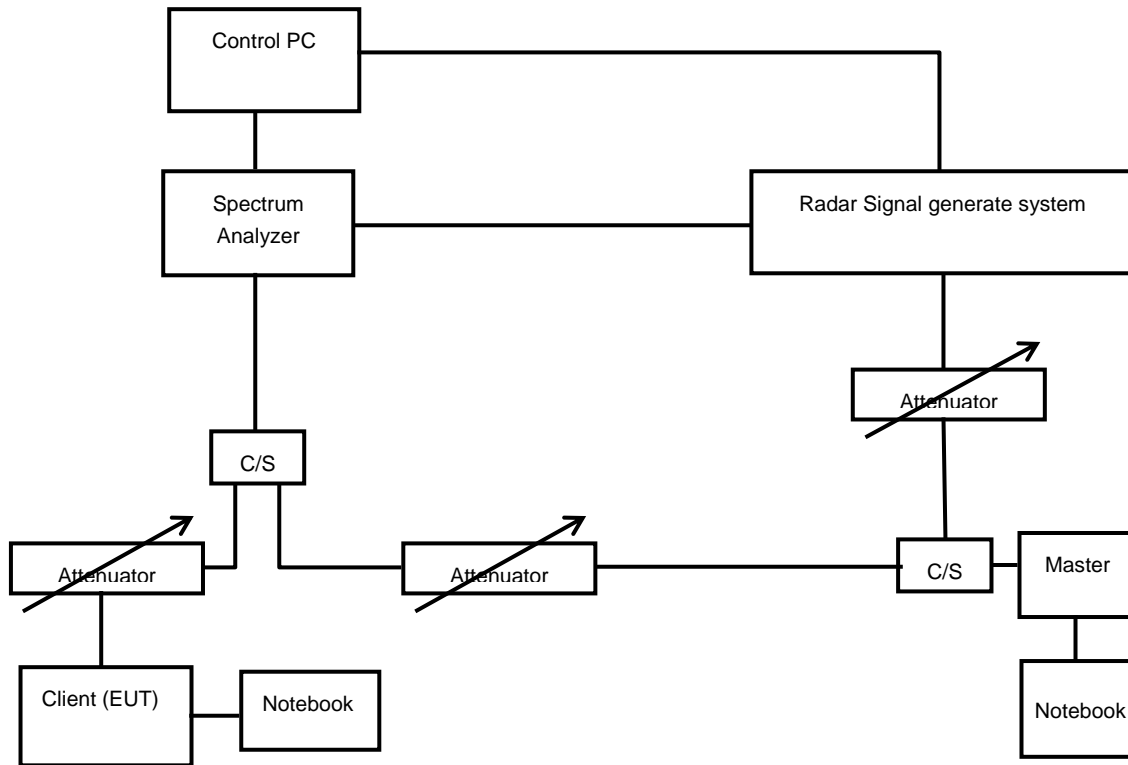 Control PC
Spectrum
Analyzer
Radar Signal generate system
Attenuator
C/S
Attenuator
Attenuator
C/S
Master
Client (EUT)
Notebook
Notebook